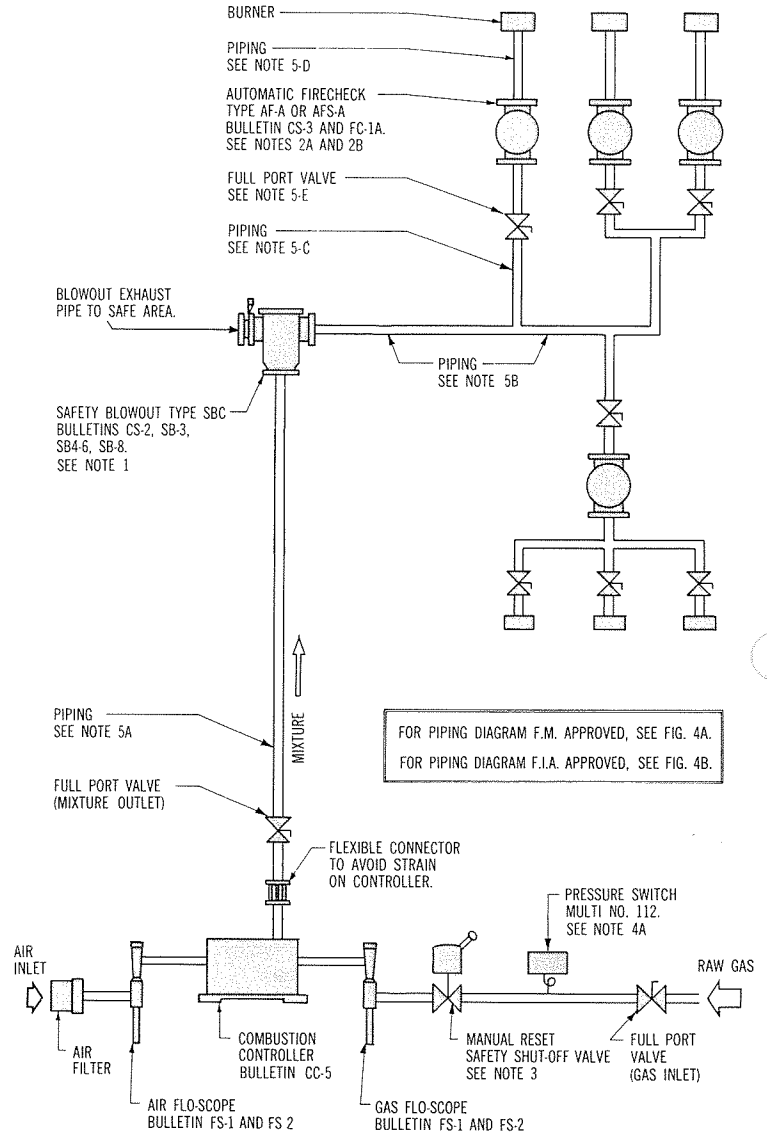 BURNER
PIPING
SEE NOTE 5-D
AUTOMATIC FIRECHECK
TYPE AF-A OR AFS-A
BULLETIN CS-3 AND FC-1A.
SEE NOTES 2A AND 2B
FULL PORT VALVE
SEE NOTE 5-E
PIPING
SEE NOTE 5-C
BLOWOUT EXHAUST
PIPE TO SAFE AREA.
PIPING
SEE NOTE 5B
SAFETY BLOWOUT TYPE SBC
BULLETINS CS-2, SB-3,
SB4-6, SB-8.
SEE NOTE 1
PIPING
SEE NOTE 5A
MIXTURE
FOR PIPING DIAGRAM F.M. APPROVED, SEE FIG. 4A.
FOR PIPING DIAGRAM F.I.A. APPROVED, SEE FIG. 4B.
FULL PORT VALVE
(MIXTURE OUTLET)
FLEXIBLE CONNECTOR
TO AVOID STRAIN
ON CONTROLLER.
PRESSURE SWITCH
MULTI NO. 112.
SEE NOTE 4A
AIR
INLET
RAW GAS
AIR
FILTER
COMBUSTION
CONTROLLER
BULLETIN CC-5
MANUAL RESET
SAFETY SHUT-OFF VALVE
SEE NOTE 3
FULL PORT
VALVE
(GAS INLET)
AIR FLO-SCOPE
BULLETIN FS-1 AND FS 2
GAS FLO-SCOPE
BULLETIN FS-1 AND FS-2